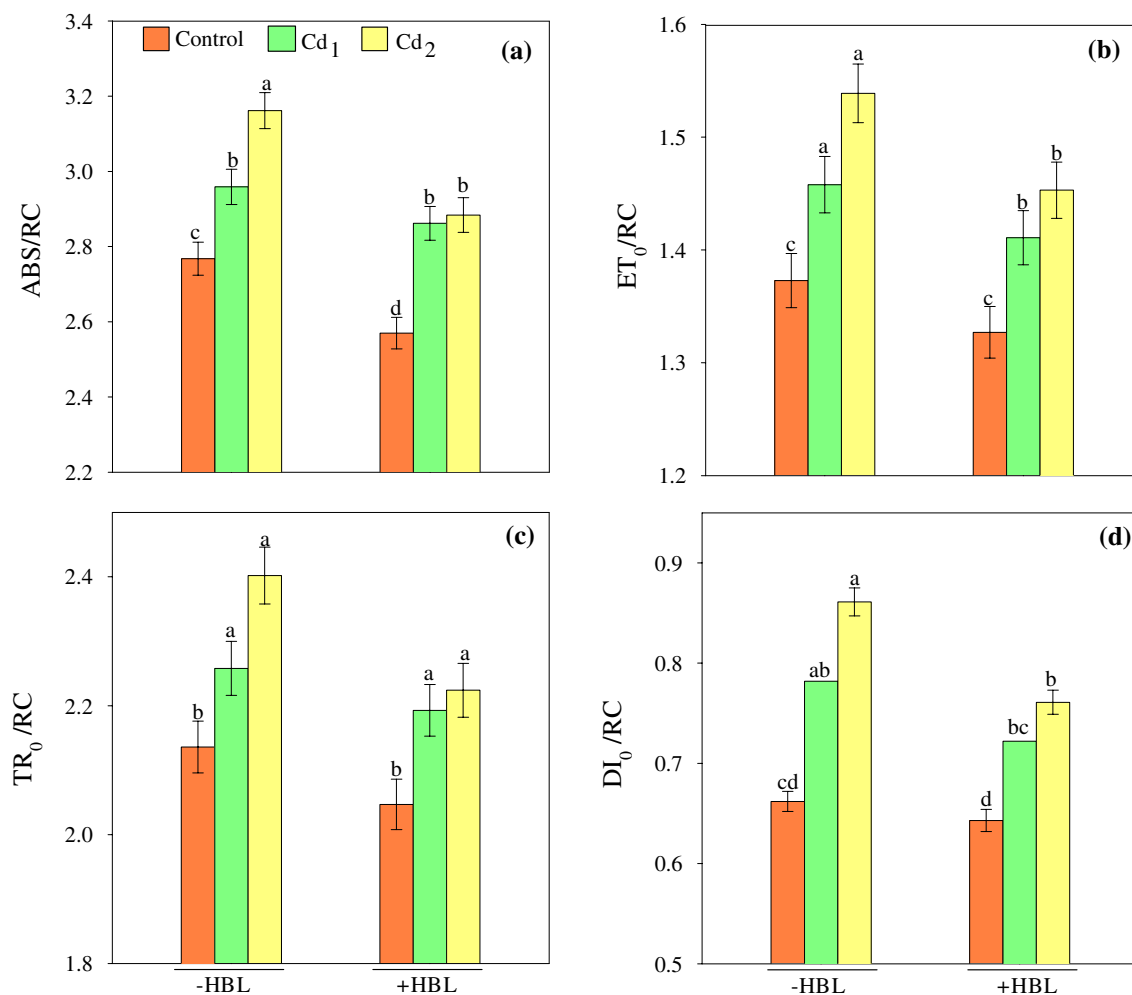 Control Cd1 Cd2
(a)
ABS/RC
3.4
3.2
3.0
2.8
2.6
2.4
2.2
c
b
a
d
b
b
(b)
ET0/RC
1.6
1.5
1.4
1.3
1.2
c
a
a
c
b
b
(c)
TR0 /RC
2.4
2.2
2.0
1.8
b
a
a
b
a
a
-HBL +HBL
(d)
DI0 /RC
0.9
0.8
0.7
0.6
0.5
cd
ab
a
d
bc
b
-HBL +HBL